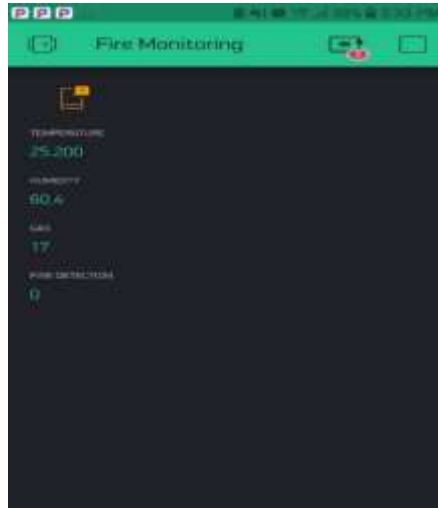 P P P
Fire Monitoring
TEMPERATURE
25.200
HUMIDITY
60.4
GAS
17
FIRE DETECTION
0